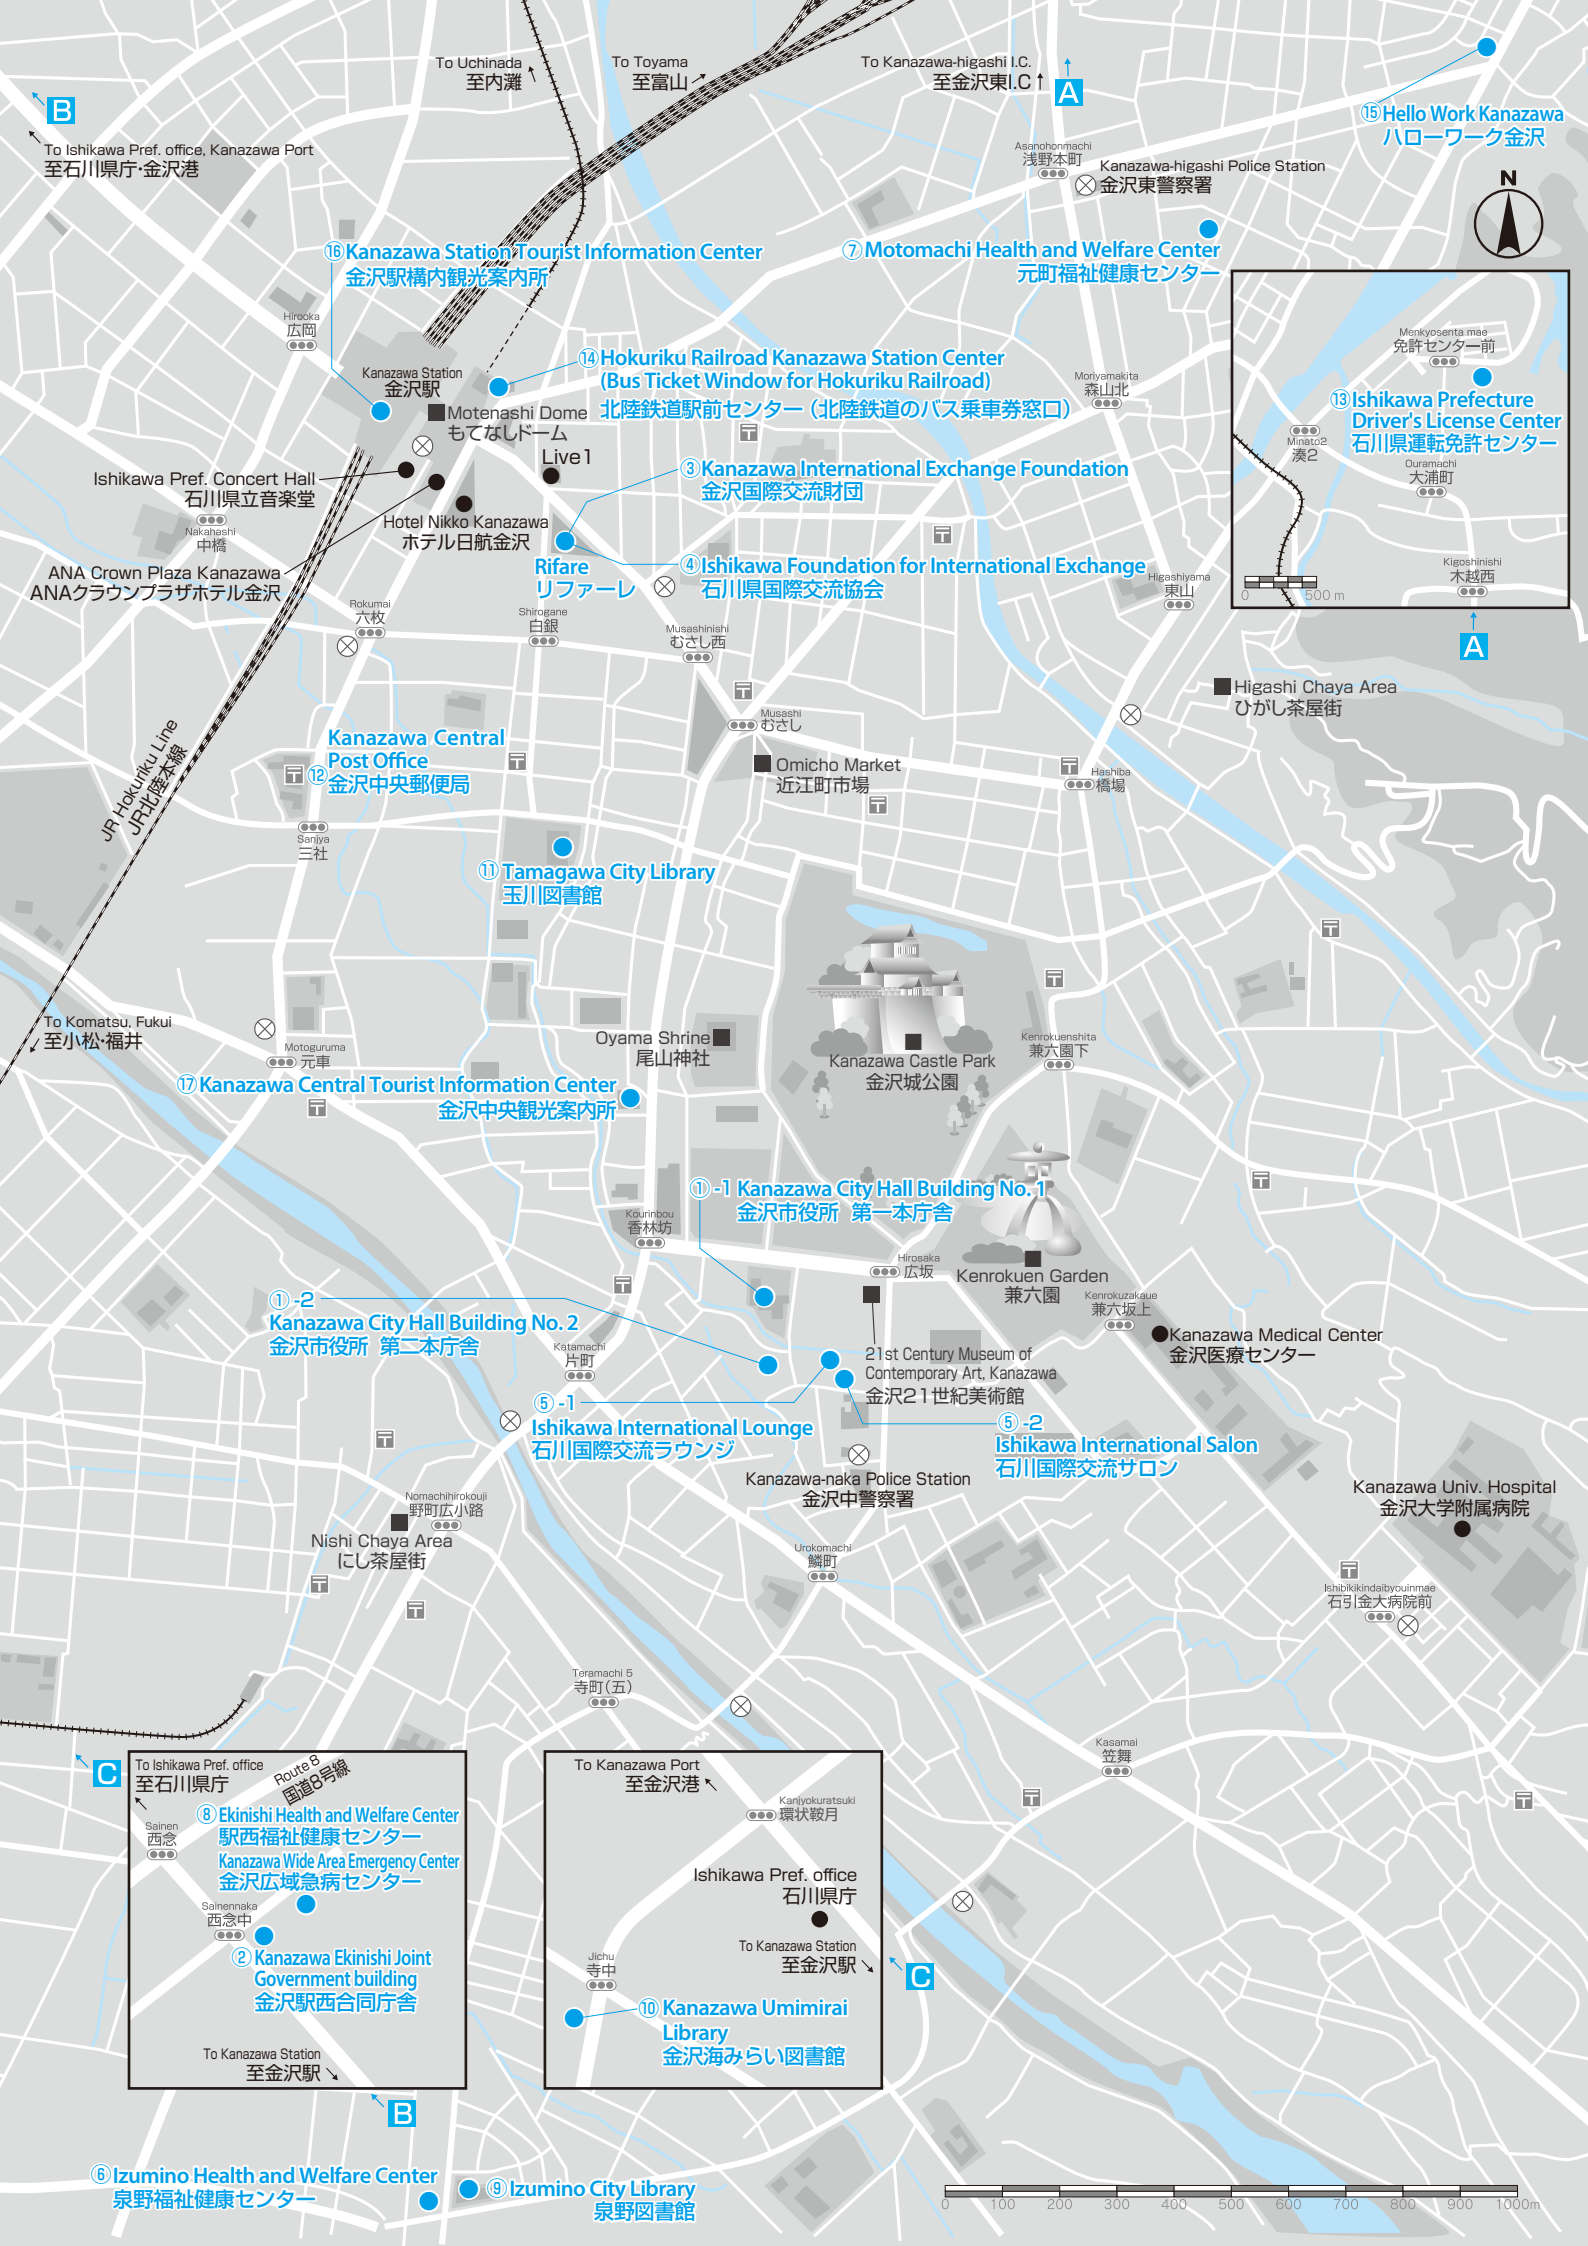 To Uchinada
至内灘
To Toyama
至富山
To Kanazawa-higashi I.C.
至金沢東I.C
A
B
To Ishikawa Pref. office, Kanazawa Port
至石川県庁・金沢港
⑮Hello Work Kanazawa
ハローワーク金沢
Asanohonmachi
浅野本町
Kanazawa-higashi Police Station
金沢東警察署
N
⑯Kanazawa Station Tourist Information Center
金沢駅構内観光案内所
⑦Motomachi Health and Welfare Center
元町福祉健康センター
Hirooka
広岡
Menkyosenta mae
免許センター前
⑬Ishikawa Prefecture
Driver's License Center
石川県運転免許センター
Minato2
湊2
Ouramachi
大浦町
Kigoshinishi
木越西
0 500 m
A
⑭Hokuriku Railroad Kanazawa Station Center
(Bus Ticket Window for Hokuriku Railroad)
北陸鉄道駅前センター（北陸鉄道のバス乗車券窓口）
Kanazawa Station
金沢駅
Motenashi Dome
もてなしドーム
Moriyamakita
森山北
Live1
Ishikawa Pref. Concert Hall
石川県立音楽堂
③Kanazawa International Exchange Foundation
金沢国際交流財団
Nakahashi
中橋
Hotel Nikko Kanazawa
ホテル日航金沢
ANA Crown Plaza Kanazawa
ANAクラウンプラザホテル金沢
Rifare
リファーレ
④Ishikawa Foundation for International Exchange
石川県国際交流協会
Higashiyama
東山
Rokumai
六枚
Shirogane
白銀
Musashinishi
むさし西
Higashi Chaya Area
ひがし茶屋街
Musashi
むさし
JR Hokuriku Line
JR北陸本線
Kanazawa Central
Post Office
⑫金沢中央郵便局
Omicho Market
近江町市場
Hashiba
橋場
Sanjya
三社
⑪Tamagawa City Library
玉川図書館
To Komatsu, Fukui
至小松・福井
Motoguruma
元車
Oyama Shrine
尾山神社
Kanazawa Castle Park
金沢城公園
Kenrokuenshita
兼六園下
⑰Kanazawa Central Tourist Information Center
金沢中央観光案内所
①-1 Kanazawa City Hall Building No. 1
金沢市役所 第一本庁舎
Kourinbou
香林坊
Hirosaka
広坂
Kenrokuen Garden
兼六園
Kenrokuzakaue
兼六坂上
①-2
Kanazawa City Hall Building No. 2
金沢市役所 第二本庁舎
Katamachi
片町
Kanazawa Medical Center
金沢医療センター
21st Century Museum of
Contemporary Art, Kanazawa
金沢21世紀美術館
⑤-1
Ishikawa International Lounge
石川国際交流ラウンジ
⑤-2
Ishikawa International Salon
石川国際交流サロン
Kanazawa-naka Police Station
金沢中警察署
Kanazawa Univ. Hospital
金沢大学附属病院
Nomachihirokouji
野町広小路
Nishi Chaya Area
にし茶屋街
Urokomachi
鱗町
Ishibikikindaibyouinmae
石引金大病院前
Teramachi 5
寺町（五）
Kasamai
笠舞
C
To Ishikawa Pref. office
至石川県庁
Route 8
国道8号線
Sainen
西念
⑧Ekinishi Health and Welfare Center
駅西福祉健康センター
Kanazawa Wide Area Emergency Center
金沢広域急病センター
Sainennaka
西念中
②Kanazawa Ekinishi Joint
Government building
金沢駅西合同庁舎
To Kanazawa Station
至金沢駅
B
To Kanazawa Port
至金沢港
Kanjyokuratsuki
環状鞍月
Ishikawa Pref. office
石川県庁
To Kanazawa Station
至金沢駅
C
Jichu
寺中
⑩Kanazawa Umimirai
Library
金沢海みらい図書館
⑥Izumino Health and Welfare Center
泉野福祉健康センター
⑨Izumino City Library
泉野図書館
0 100 200 300 400 500 600 700 800 900 1000m